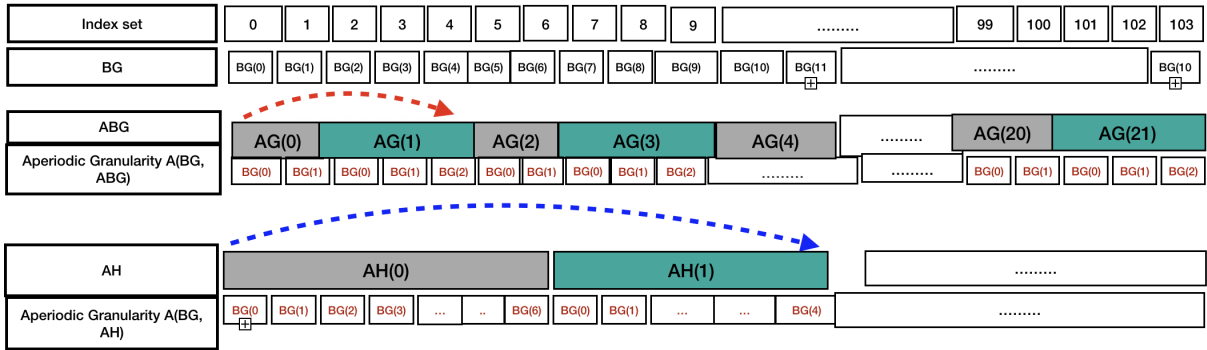 Index set 0 1 2 3 4 5 6 7 8 9 ......... 99 100 101 102 103
BG BG(0) BG(1) BG(2) BG(3) BG(4) BG(5) BG(6) BG(7) BG(8) BG(9) BG(10) BG(11 ......... BG(10
ABG AG(0) AG(1) AG(2) AG(3) AG(4) ......... AG(20) AG(21)
Aperiodic Granularity A(BG, BG(0) BG(1) BG(0) BG(1) BG(2) BG(0) BG(1) BG(0) BG(1) BG(2) ......... ......... BG(0) BG(1) BG(0) BG(1) BG(2)
ABG)
AH AH(0) AH(1) .........
Aperiodic Granularity A(BG, BG(0 BG(1) BG(2) BG(3) ... .. BG(6) BG(0) BG(1) ... ... BG(4) .........
AH)